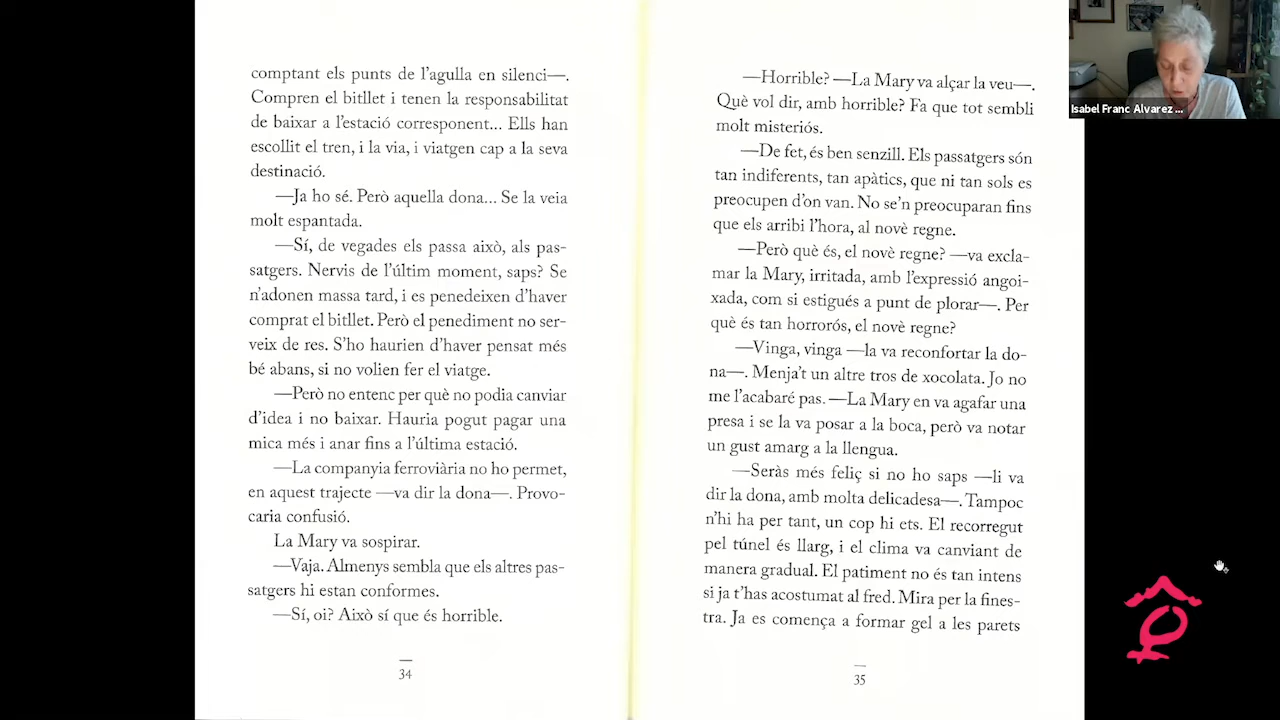 comptant els punts de l'agulla en silenci—.
Compren el bitllet i tenen la responsabilitat
de baixar a l'estació corresponent... Ells han
escollit el tren, i la via, i viatgen cap a la seva
destinació.
—Ja ho sé. Però aquella dona... Se la veia
molt espantada.
—Sí, de vegades els passa això, als pas-
satgers. Nervis de l'últim moment, saps? Se
n'adonen massa tard, i es penedeixen d'haver
comprat el bitllet. Però el penediment no ser-
veix de res. S'ho haurien d'haver pensat més
bé abans, si no volien fer el viatge.
—Però no entenc per què no podia canviar
d'idea i no baixar. Hauria pogut pagar una
mica més i anar fins a l'última estació.
—La companyia ferroviària no ho permet,
en aquest trajecte —va dir la dona—. Provo-
caria confusió.
La Mary va sospirar.
—Vaja. Almenys sembla que els altres pas-
satgers hi estan conformes.
—Sí, oi? Això sí que és horrible.
34
—Horrible? —La Mary va alçar la veu—.
Què vol dir, amb horrible? Fa que tot sembli
molt misteriós.
—De fet, és ben senzill. Els passatgers són
tan indiferents, tan apàtics, que ni tan sols es
preocupen d'on van. No se'n preocuparan fins
que els arribi l'hora, al novè regne.
—Però què és, el novè regne? —va excla-
mar la Mary, irritada, amb l'expressió angoi-
xada, com si estigués a punt de plorar—. Per
què és tan horrorós, el novè regne?
—Vinga, vinga —la va reconfortar la do-
na—. Menja't un altre tros de xocolata. Jo no
me l'acabaré pas. —La Mary en va agafar una
presa i se la va posar a la boca, però va notar
un gust amarg a la llengua.
—Seràs més feliç si no ho saps —li va
dir la dona, amb molta delicadesa—. Tampoc
n'hi ha per tant, un cop hi ets. El recorregut
pel túnel és llarg, i el clima va canviant de
manera gradual. El patiment no és tan intens
si ja t'has acostumat al fred. Mira per la fines-
tra. Ja es comença a formar gel a les parets
35
Isabel Franc Alvarez ...